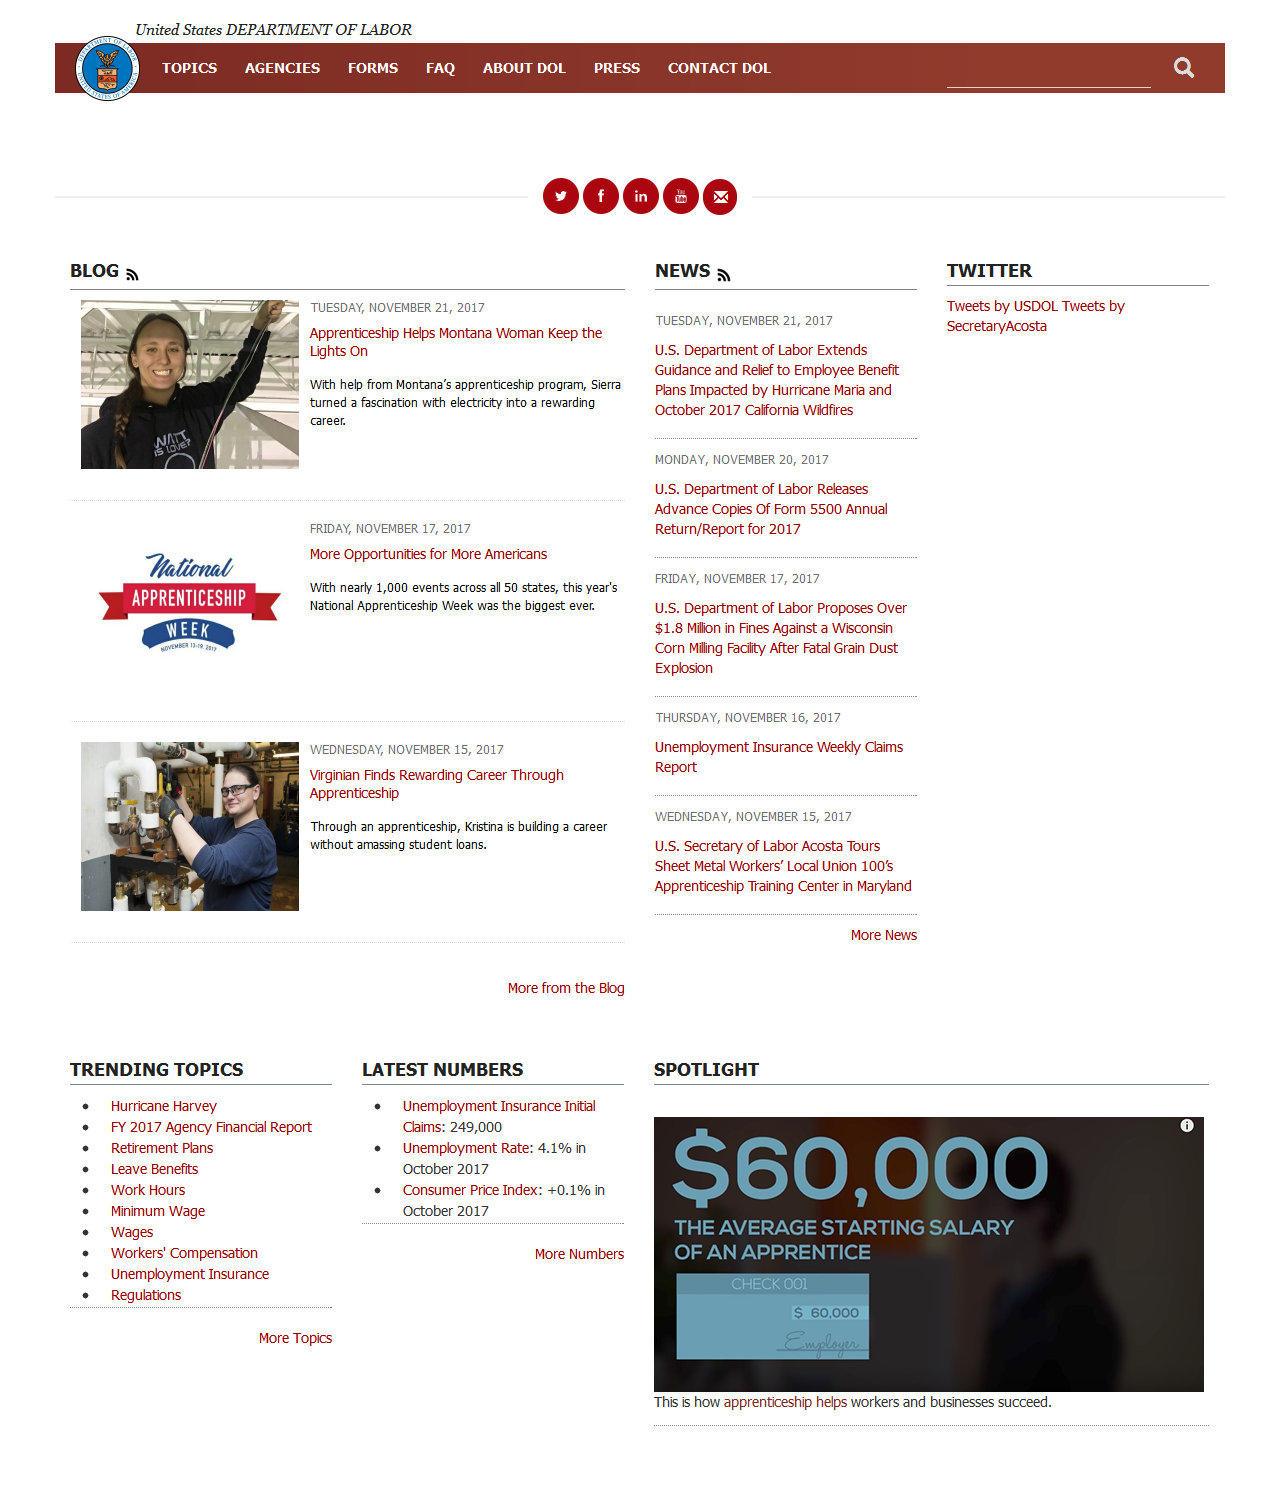 United States DEPARTMENT OF LABOR
TOPICS AGENCIES FORMS FAQ ABOUT DOL PRESS CONTACT DOL
BLOG
TUESDAY, NOVEMBER 21, 2017
Apprenticeship Helps Montana Woman Keep the
Lights On
With help from Montana’s apprenticeship program, Sierra
turned a fascination with electricity into a rewarding
career.
WATT
IS LOVE?
FRIDAY, NOVEMBER 17, 2017
More Opportunities for More Americans
With nearly 1,000 events across all 50 states, this year's
National Apprenticeship Week was the biggest ever.
National
APPRENTICESHIP
WEEK
NOVEMBER 13-19, 2017
WEDNESDAY, NOVEMBER 15, 2017
Virginian Finds Rewarding Career Through
Apprenticeship
Through an apprenticeship, Kristina is building a career
without amassing student loans.
More from the Blog
NEWS
TUESDAY, NOVEMBER 21, 2017
U.S. Department of Labor Extends
Guidance and Relief to Employee Benefit
Plans Impacted by Hurricane Maria and
October 2017 California Wildfires
MONDAY, NOVEMBER 20, 2017
U.S. Department of Labor Releases
Advance Copies Of Form 5500 Annual
Return/Report for 2017
FRIDAY, NOVEMBER 17, 2017
U.S. Department of Labor Proposes Over
$1.8 Million in Fines Against a Wisconsin
Corn Milling Facility After Fatal Grain Dust
Explosion
THURSDAY, NOVEMBER 16, 2017
Unemployment Insurance Weekly Claims
Report
WEDNESDAY, NOVEMBER 15, 2017
U.S. Secretary of Labor Acosta Tours
Sheet Metal Workers’ Local Union 100’s
Apprenticeship Training Center in Maryland
More News
TWITTER
Tweets by USDOL Tweets by
SecretaryAcosta
TRENDING TOPICS
Hurricane Harvey
FY 2017 Agency Financial Report
Retirement Plans
Leave Benefits
Work Hours
Minimum Wage
Wages
Workers' Compensation
Unemployment Insurance
Regulations
More Topics
LATEST NUMBERS
Unemployment Insurance Initial
Claims: 249,000
Unemployment Rate: 4.1% in
October 2017
Consumer Price Index: +0.1% in
October 2017
More Numbers
SPOTLIGHT
$60,000
THE AVERAGE STARTING SALARY
OF AN APPRENTICE
CHECK 001
$ 60,000
Employer
This is how apprenticeship helps workers and businesses succeed.